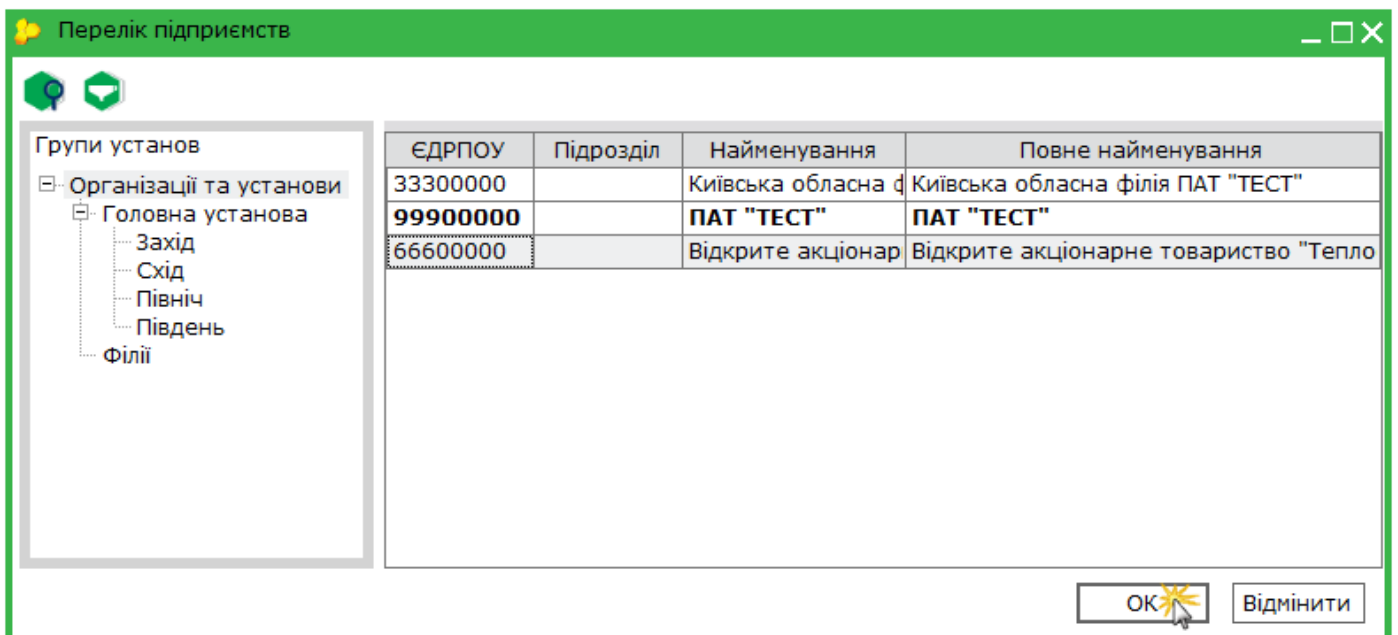 Перелік підприємств
Групи установ
Організації та установи
Головна установа
Захід
Схід
Північ
Південь
Філії
ЄДРПОУ Підрозділ Найменування Повне найменування
33300000 Київська обласна Київська обласна філія ПАТ "ТЕСТ"
99900000 ПАТ "ТЕСТ" ПАТ "ТЕСТ"
66600000 Відкрите акціонар Відкрите акціонарне товариство "Тепло
ОК Відмінити